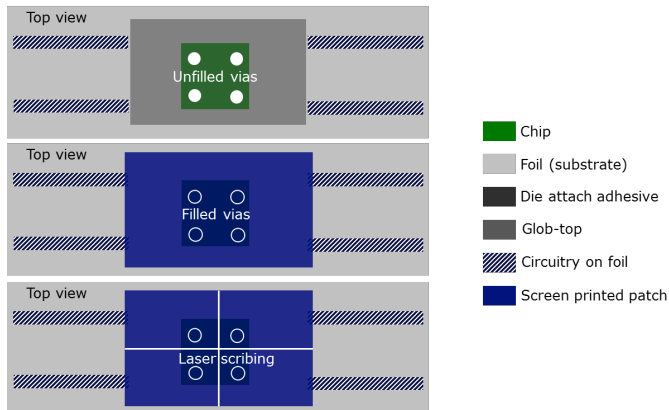 Top view
Unfilled vias
Top view
Filled vias
Top view
Laser scribing
Chip
Foil (substrate)
Die attach adhesive
Glob-top
Circuitry on foil
Screen printed patch